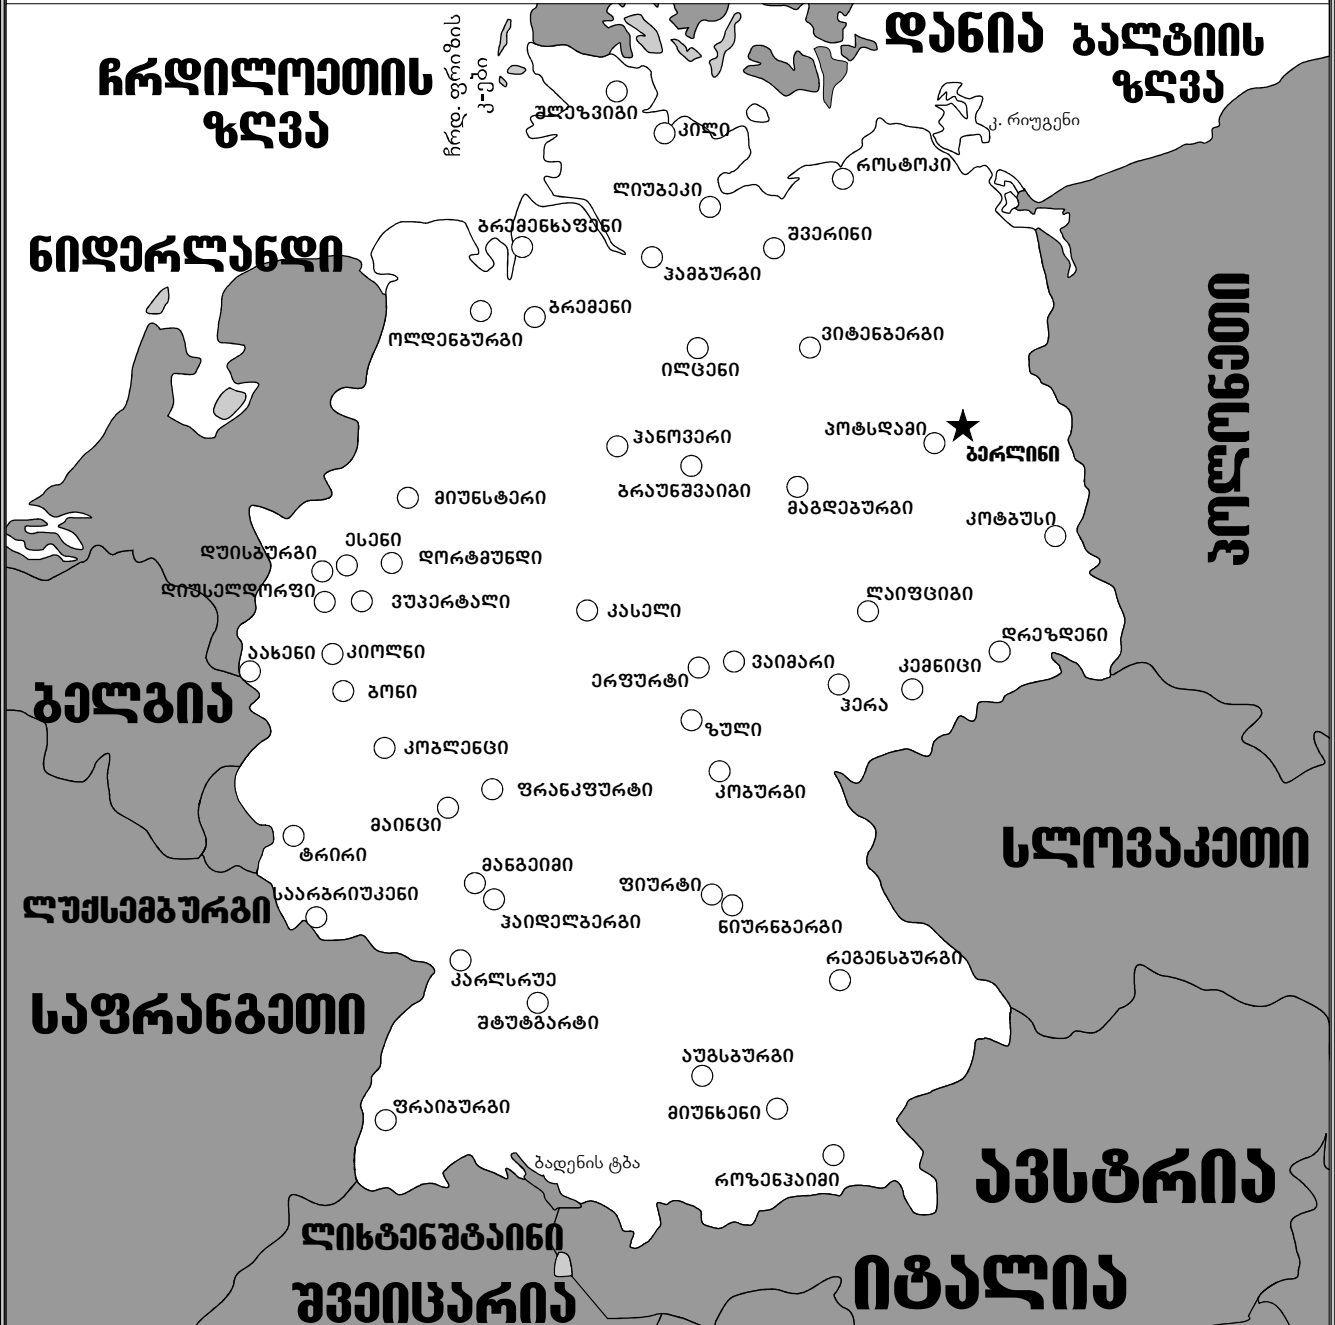 დანია
ბალტიის
ზღვა
ჩრდილოეთის
ზღვა
ჩრდ. ფრიზის
კ-ები
შლეზვიგი
კილი
კ. რიუგენი
როსტოკი
ლიუბეკი
ბრემენხაფენი
შვერინი
ნიდერლანდი
ჰამბურგი
ბრემენი
ოლდენბურგი
ვიტენბერგი
ილცენი
პოლონეთი
ჰანოვერი
პოტსდამი
ბერლინი
ბრაუნშვაიგი
მიუნსტერი
მაგდებურგი
კოტბუსი
ესენი
დუისბურგი
დორტმუნდი
დიუსელდორფი
ვუპერტალი
კასელი
ლაიფციგი
დრეზდენი
აახენი
კიოლნი
ვაიმარი
კემნიცი
ერფურტი
ბონი
ჰერა
ბელგია
ზული
კობლენცი
ფრანკფურტი
კობურგი
მაინცი
სლოვაკეთი
ტრირი
მანგეიმი
ფიურტი
საარბრიუკენი
ლუქსემბურგი
ჰაიდელბერგი
ნიურნბერგი
რეგენსბურგი
კარლსრუე
საფრანგეთი
შტუტგარტი
აუგსბურგი
ფრაიბურგი
მიუნხენი
ბადენის ტბა
როზენჰაიმი
ავსტრია
ლიხტენშტაინი
იტალია
შვეიცარია